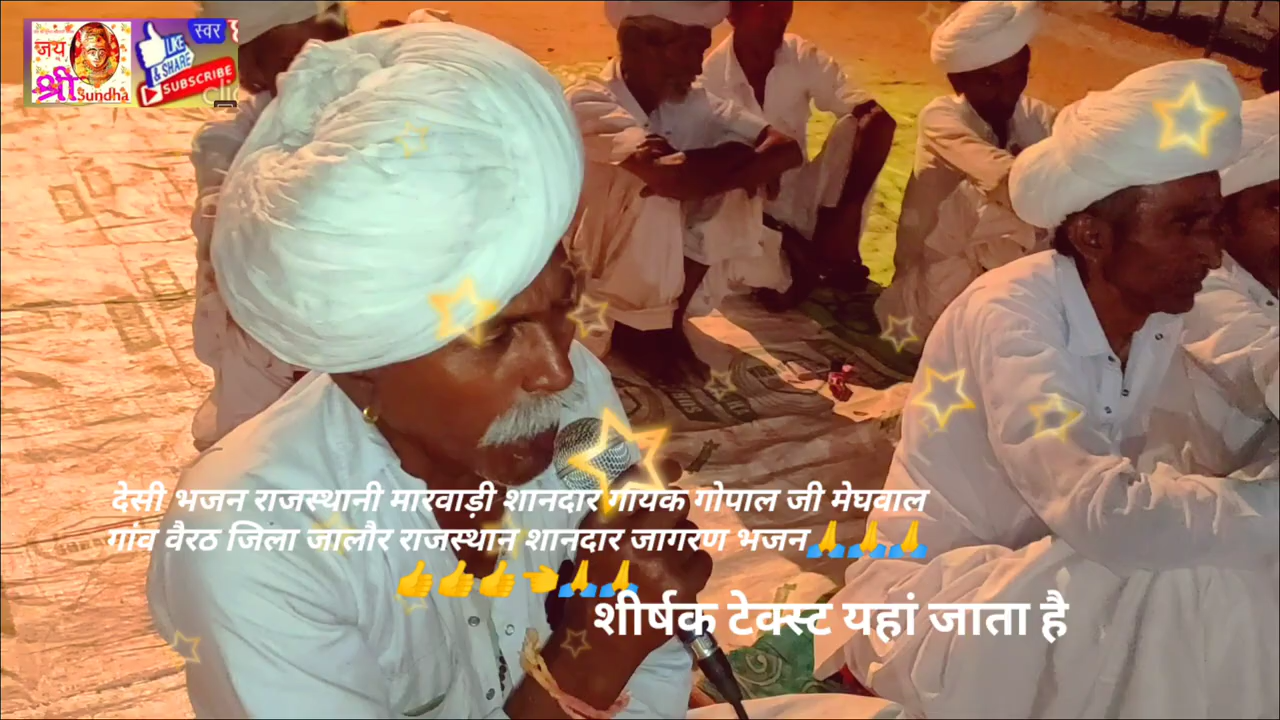 जय
श्री
Sundha
स्वर
LIKE
& SHARE
SUBSCRIBE
देसी भजन राजस्थानी मारवाड़ी शानदार गायक गोपाल जी मेघवाल
गांव वैरठ जिला जालौर राजस्थान शानदार जागरण भजन🙏🙏🙏
👍👍👍👈🙏🙏
शीर्षक टेक्स्ट यहां जाता है